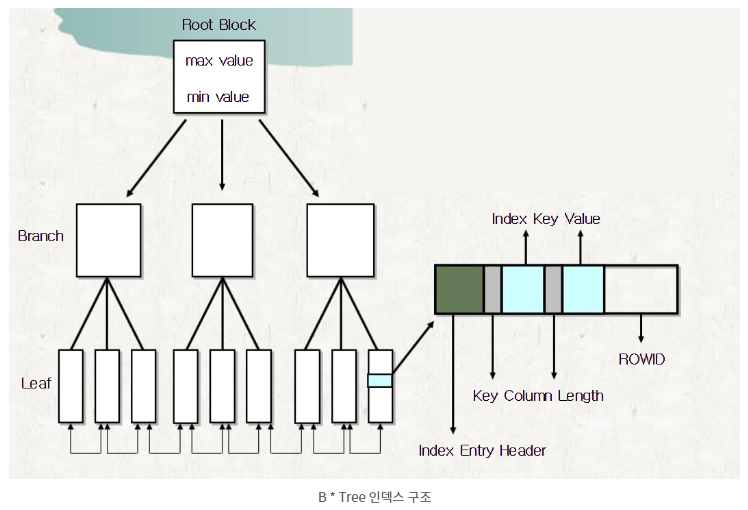 Root Block
max value
min value
Branch
Leaf
Index Key Value
ROWID
Key Column Length
Index Entry Header
B * Tree 인덱스 구조